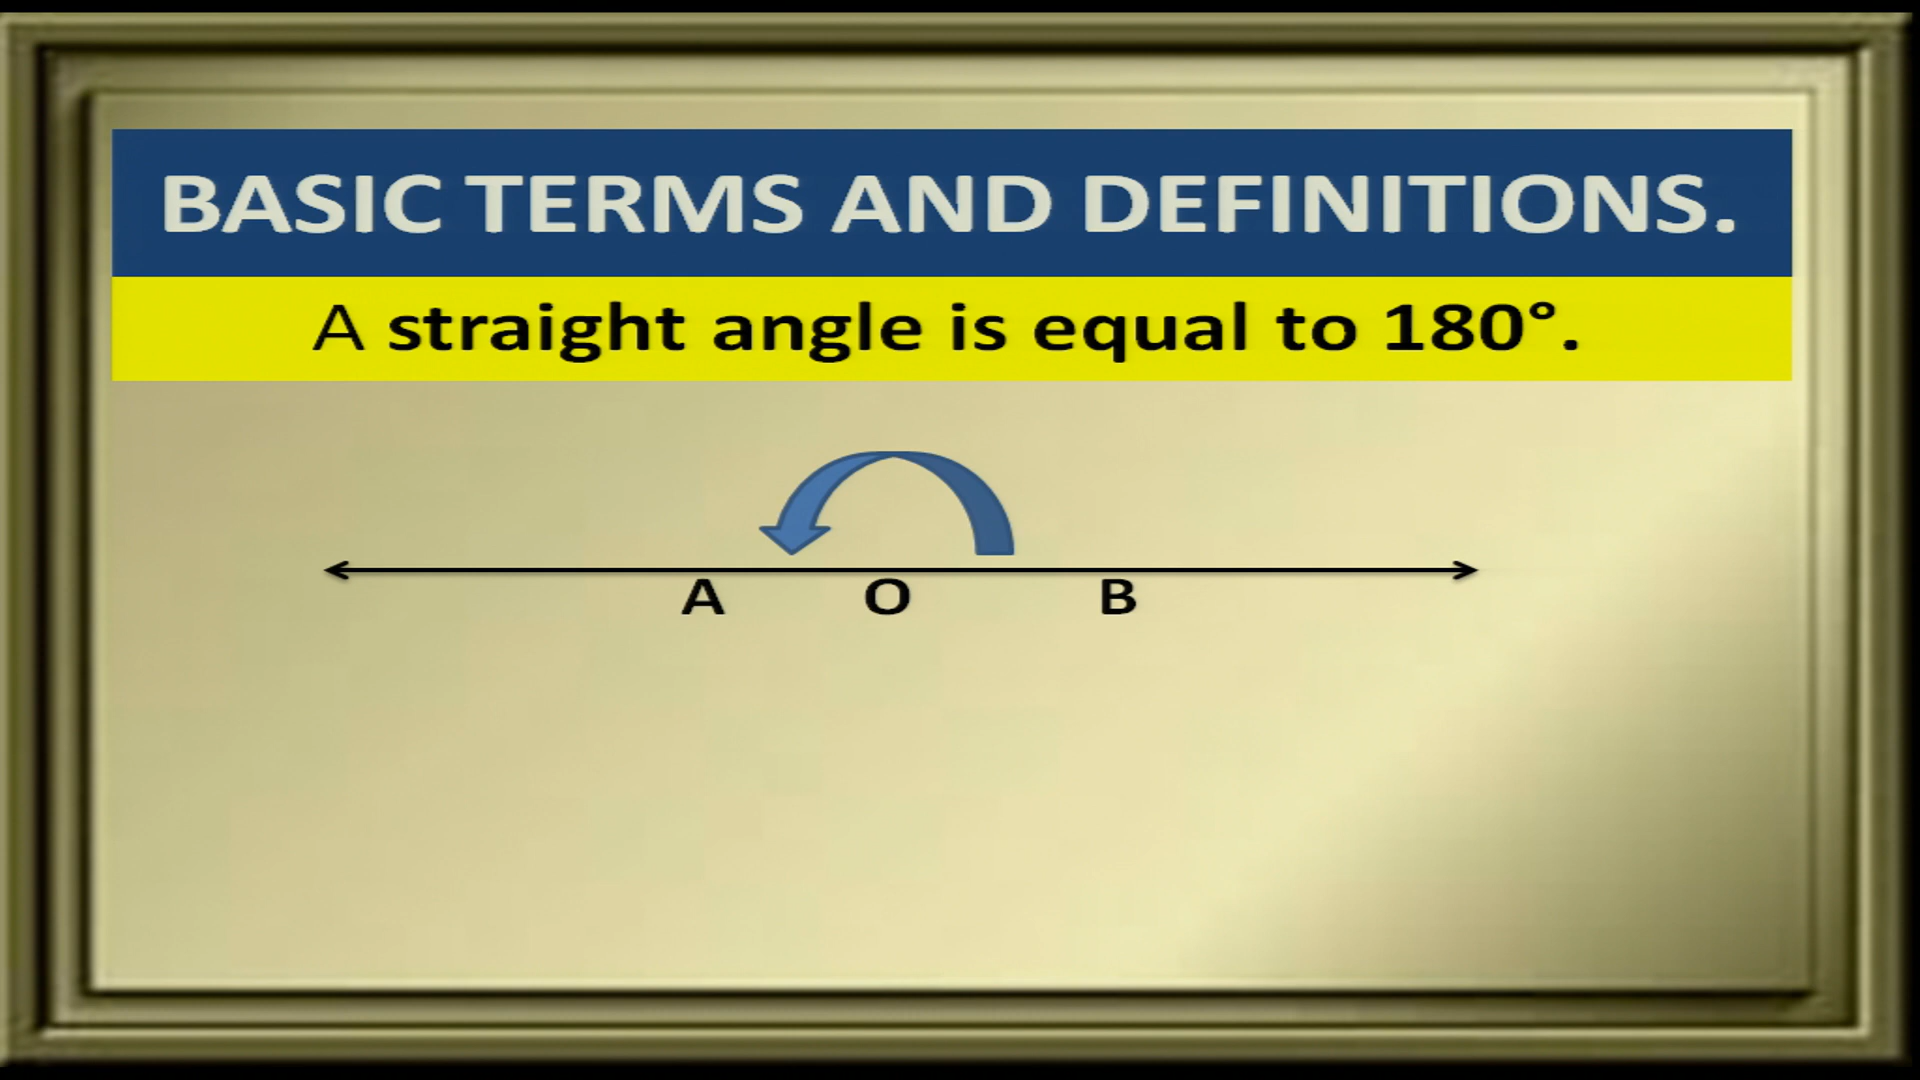 BASIC TERMS AND DEFINITIONS.
A straight angle is equal to 180°.
A O B